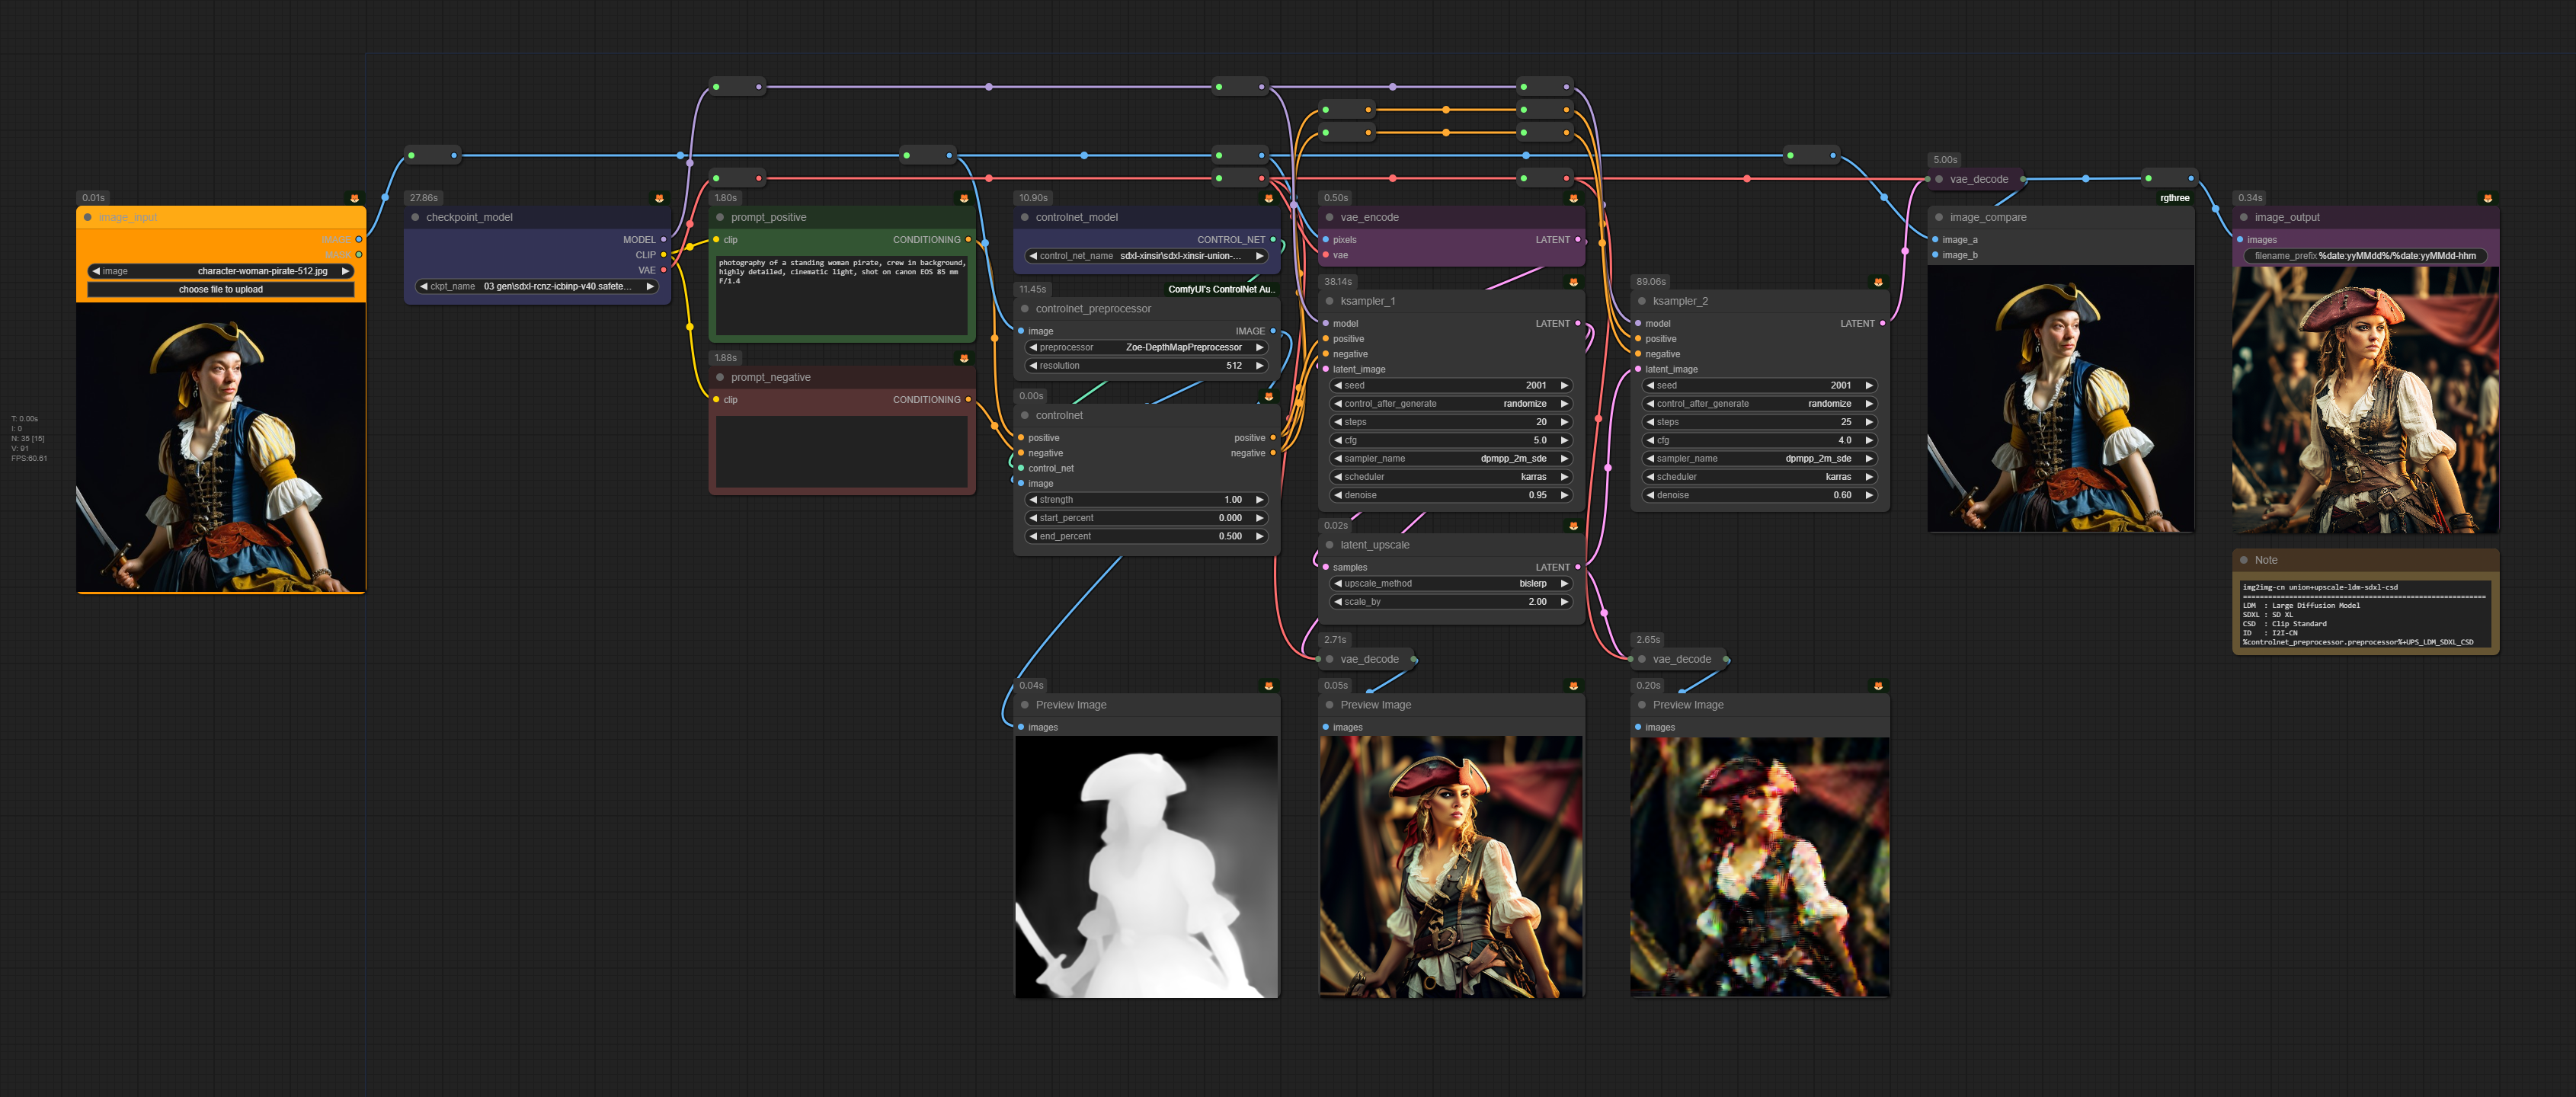 T: 0.00s
I: 0
N: 35 [15]
V: 91
FPS:60.61
0.01s
image_input
IMAGE
MASK
image character-woman-pirate-512.jpg
choose file to upload
27.86s
checkpoint_model
MODEL
CLIP
VAE
ckpt_name 03 gen\sdxl-rcnz-icbinp-v40.safete...
1.80s
prompt_positive
clip CONDITIONING
photography of a standing woman pirate, crew in background,
highly detailed, cinematic light, shot on canon EOS 85 mm
F/1.4
1.88s
prompt_negative
clip CONDITIONING
10.90s
controlnet_model
CONTROL_NET
control_net_name sdxl-xinsir\sdxl-xinsir-union-...
11.45s ComfyUI's ControlNet Au..
controlnet_preprocessor
image IMAGE
preprocessor Zoe-DepthMapPreprocessor
resolution 512
0.00s
controlnet
positive positive
negative negative
control_net
image
strength 1.00
start_percent 0.000
end_percent 0.500
0.04s
Preview Image
images
0.50s
vae_encode
pixels LATENT
vae
38.14s
ksampler_1
model LATENT
positive
negative
latent_image
seed 2001
control_after_generate randomize
steps 20
cfg 5.0
sampler_name dpmpp_2m_sde
scheduler karras
denoise 0.95
0.02s
latent_upscale
samples LATENT
upscale_method bislerp
scale_by 2.00
2.71s
vae_decode
0.05s
Preview Image
images
89.06s
ksampler_2
model LATENT
positive
negative
latent_image
seed 2001
control_after_generate randomize
steps 25
cfg 4.0
sampler_name dpmpp_2m_sde
scheduler karras
denoise 0.60
2.65s
vae_decode
0.20s
Preview Image
images
5.00s
vae_decode
rgthree
image_compare
image_a
image_b
0.34s
image_output
images
filename_prefix %date:yyMMdd%/%date:yyMMdd-hhm
Note
img2img-cn union+upscale-ldm-sdxl-csd
============================================================
LDM : Large Diffusion Model
SDXL : SD XL
CSD : Clip Standard
ID : I2I-CN
%controlnet_preprocessor.preprocessor%+UPS_LDM_SDXL_CSD